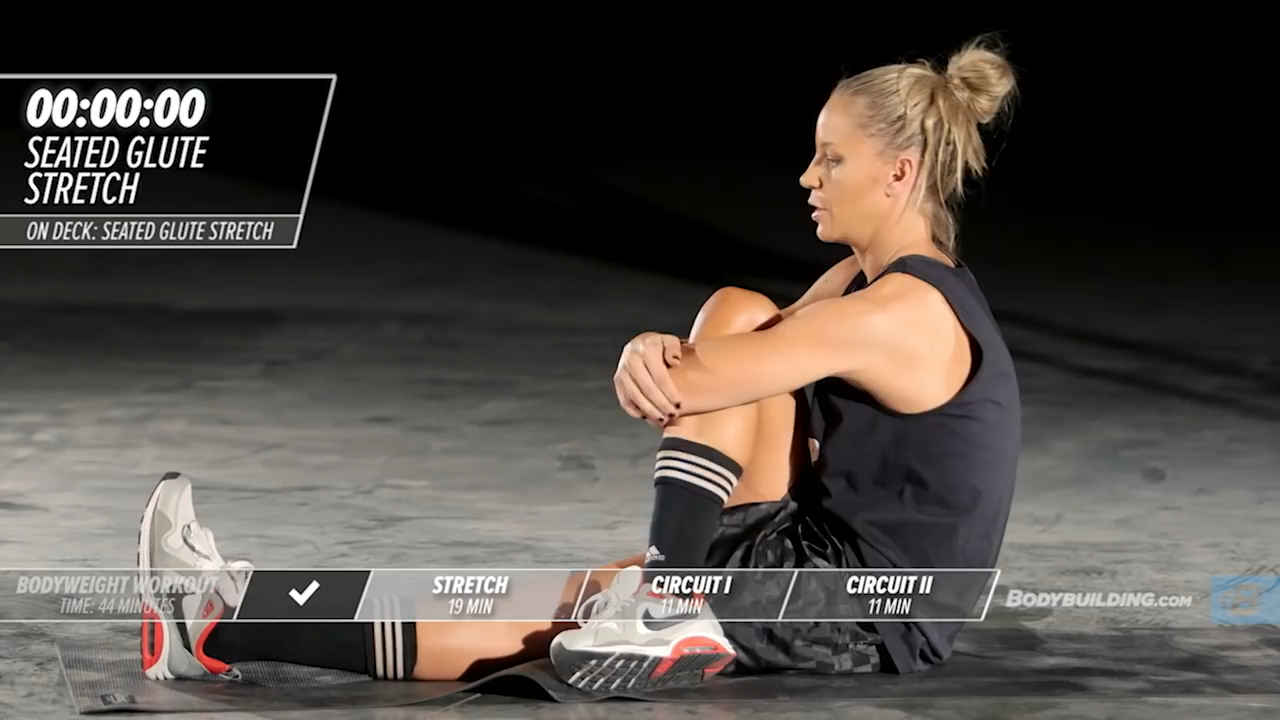 00:00:00
SEATED GLUTE
STRETCH
ON DECK: SEATED GLUTE STRETCH
BODYWEIGHT WORKOUT
TIME: 44 MINUTES
STRETCH
19 MIN
CIRCUIT I
11 MIN
CIRCUIT II
11 MIN
BODYBUILDING.COM